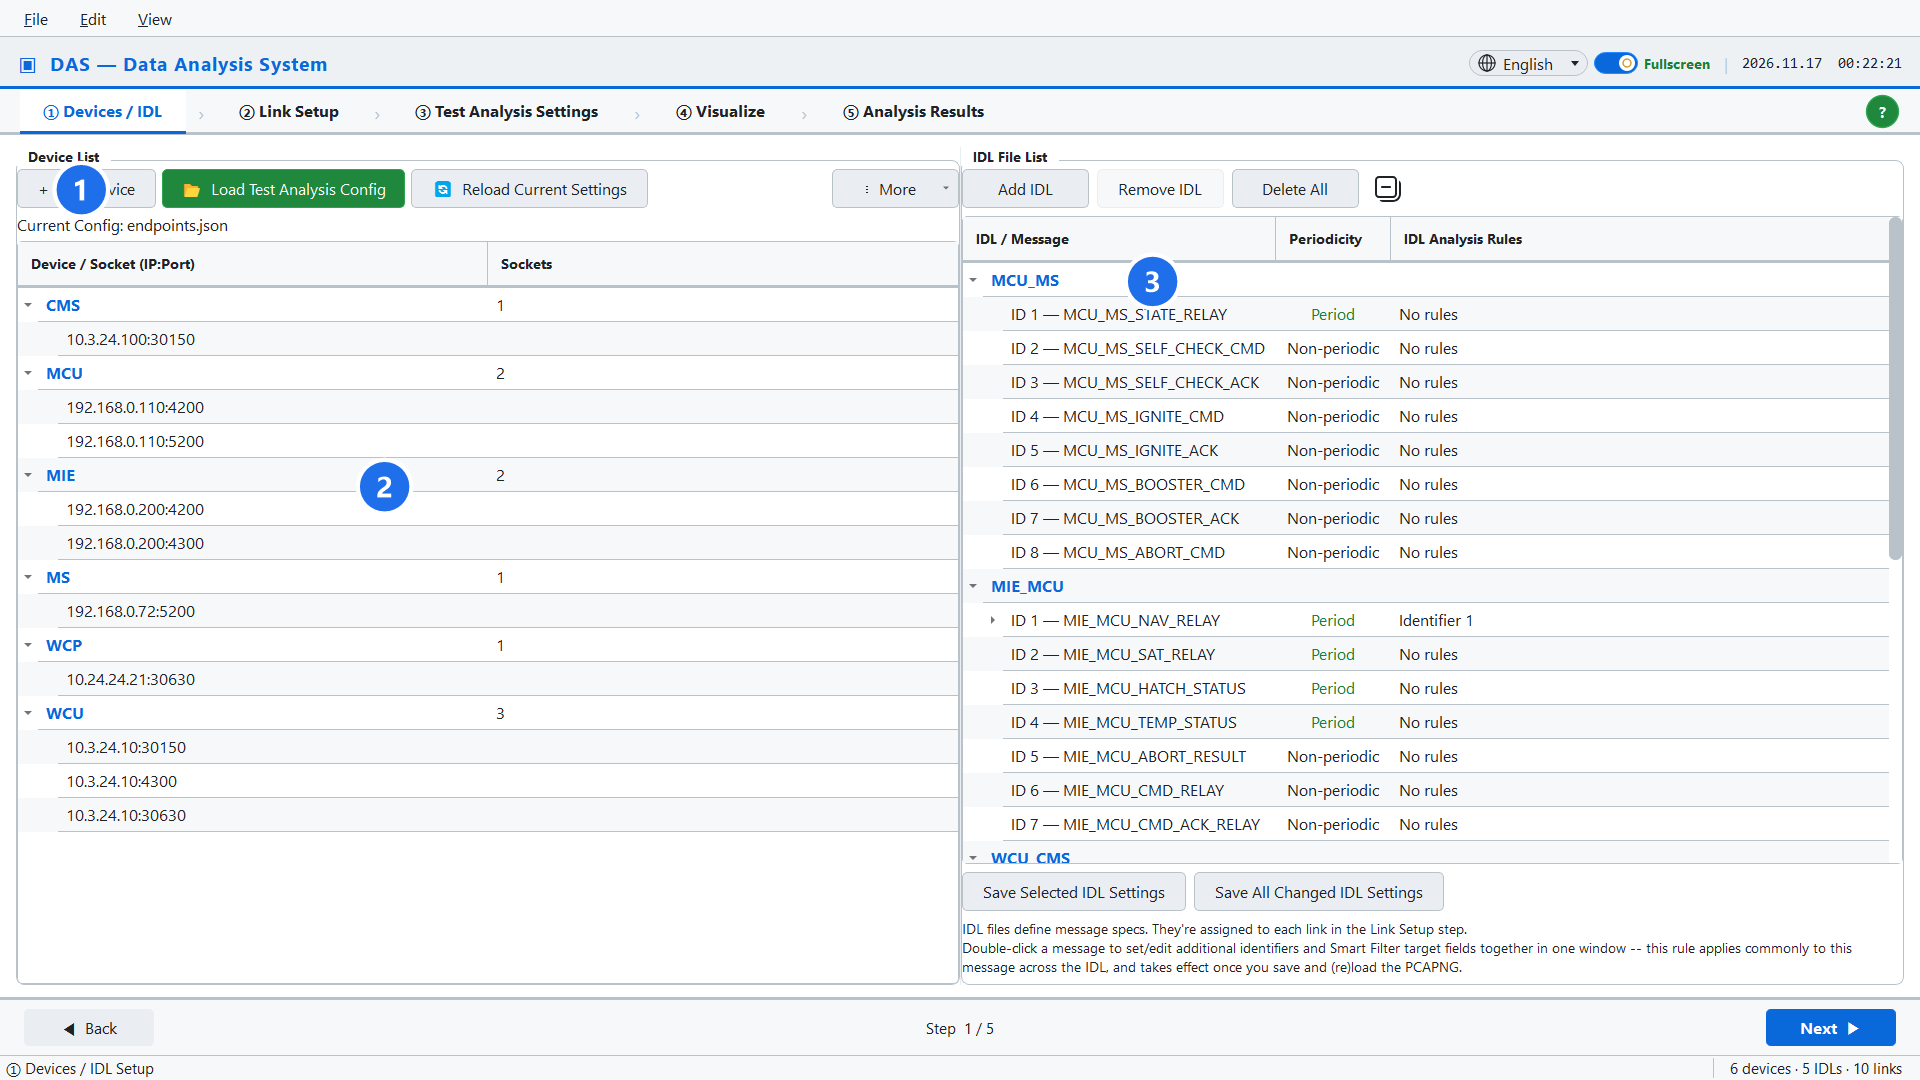 File Edit View
DAS — Data Analysis System
English Fullscreen 2026.11.17 00:22:21
① Devices / IDL › ② Link Setup › ③ Test Analysis Settings › ④ Visualize › ⑤ Analysis Results ?
Device List
+ 1 vice Load Test Analysis Config Reload Current Settings ⋮ More
Current Config: endpoints.json
Device / Socket (IP:Port) Sockets
CMS 1
10.3.24.100:30150
MCU 2
192.168.0.110:4200
192.168.0.110:5200
MIE 2
2
192.168.0.200:4200
192.168.0.200:4300
MS 1
192.168.0.72:5200
WCP 1
10.24.24.21:30630
WCU 3
10.3.24.10:30150
10.3.24.10:4300
10.3.24.10:30630
IDL File List
Add IDL Remove IDL Delete All
IDL / Message Periodicity IDL Analysis Rules
MCU_MS
3
ID 1 — MCU_MS_STATE_RELAY Period No rules
ID 2 — MCU_MS_SELF_CHECK_CMD Non-periodic No rules
ID 3 — MCU_MS_SELF_CHECK_ACK Non-periodic No rules
ID 4 — MCU_MS_IGNITE_CMD Non-periodic No rules
ID 5 — MCU_MS_IGNITE_ACK Non-periodic No rules
ID 6 — MCU_MS_BOOSTER_CMD Non-periodic No rules
ID 7 — MCU_MS_BOOSTER_ACK Non-periodic No rules
ID 8 — MCU_MS_ABORT_CMD Non-periodic No rules
MIE_MCU
ID 1 — MIE_MCU_NAV_RELAY Period Identifier 1
ID 2 — MIE_MCU_SAT_RELAY Period No rules
ID 3 — MIE_MCU_HATCH_STATUS Period No rules
ID 4 — MIE_MCU_TEMP_STATUS Period No rules
ID 5 — MIE_MCU_ABORT_RESULT Non-periodic No rules
ID 6 — MIE_MCU_CMD_RELAY Non-periodic No rules
ID 7 — MIE_MCU_CMD_ACK_RELAY Non-periodic No rules
WCU_CMS
Save Selected IDL Settings Save All Changed IDL Settings
IDL files define message specs. They're assigned to each link in the Link Setup step.
Double-click a message to set/edit additional identifiers and Smart Filter target fields together in one window -- this rule applies commonly to this
message across the IDL, and takes effect once you save and (re)load the PCAPNG.
◀ Back Step 1 / 5 Next ▶
① Devices / IDL Setup 6 devices · 5 IDLs · 10 links